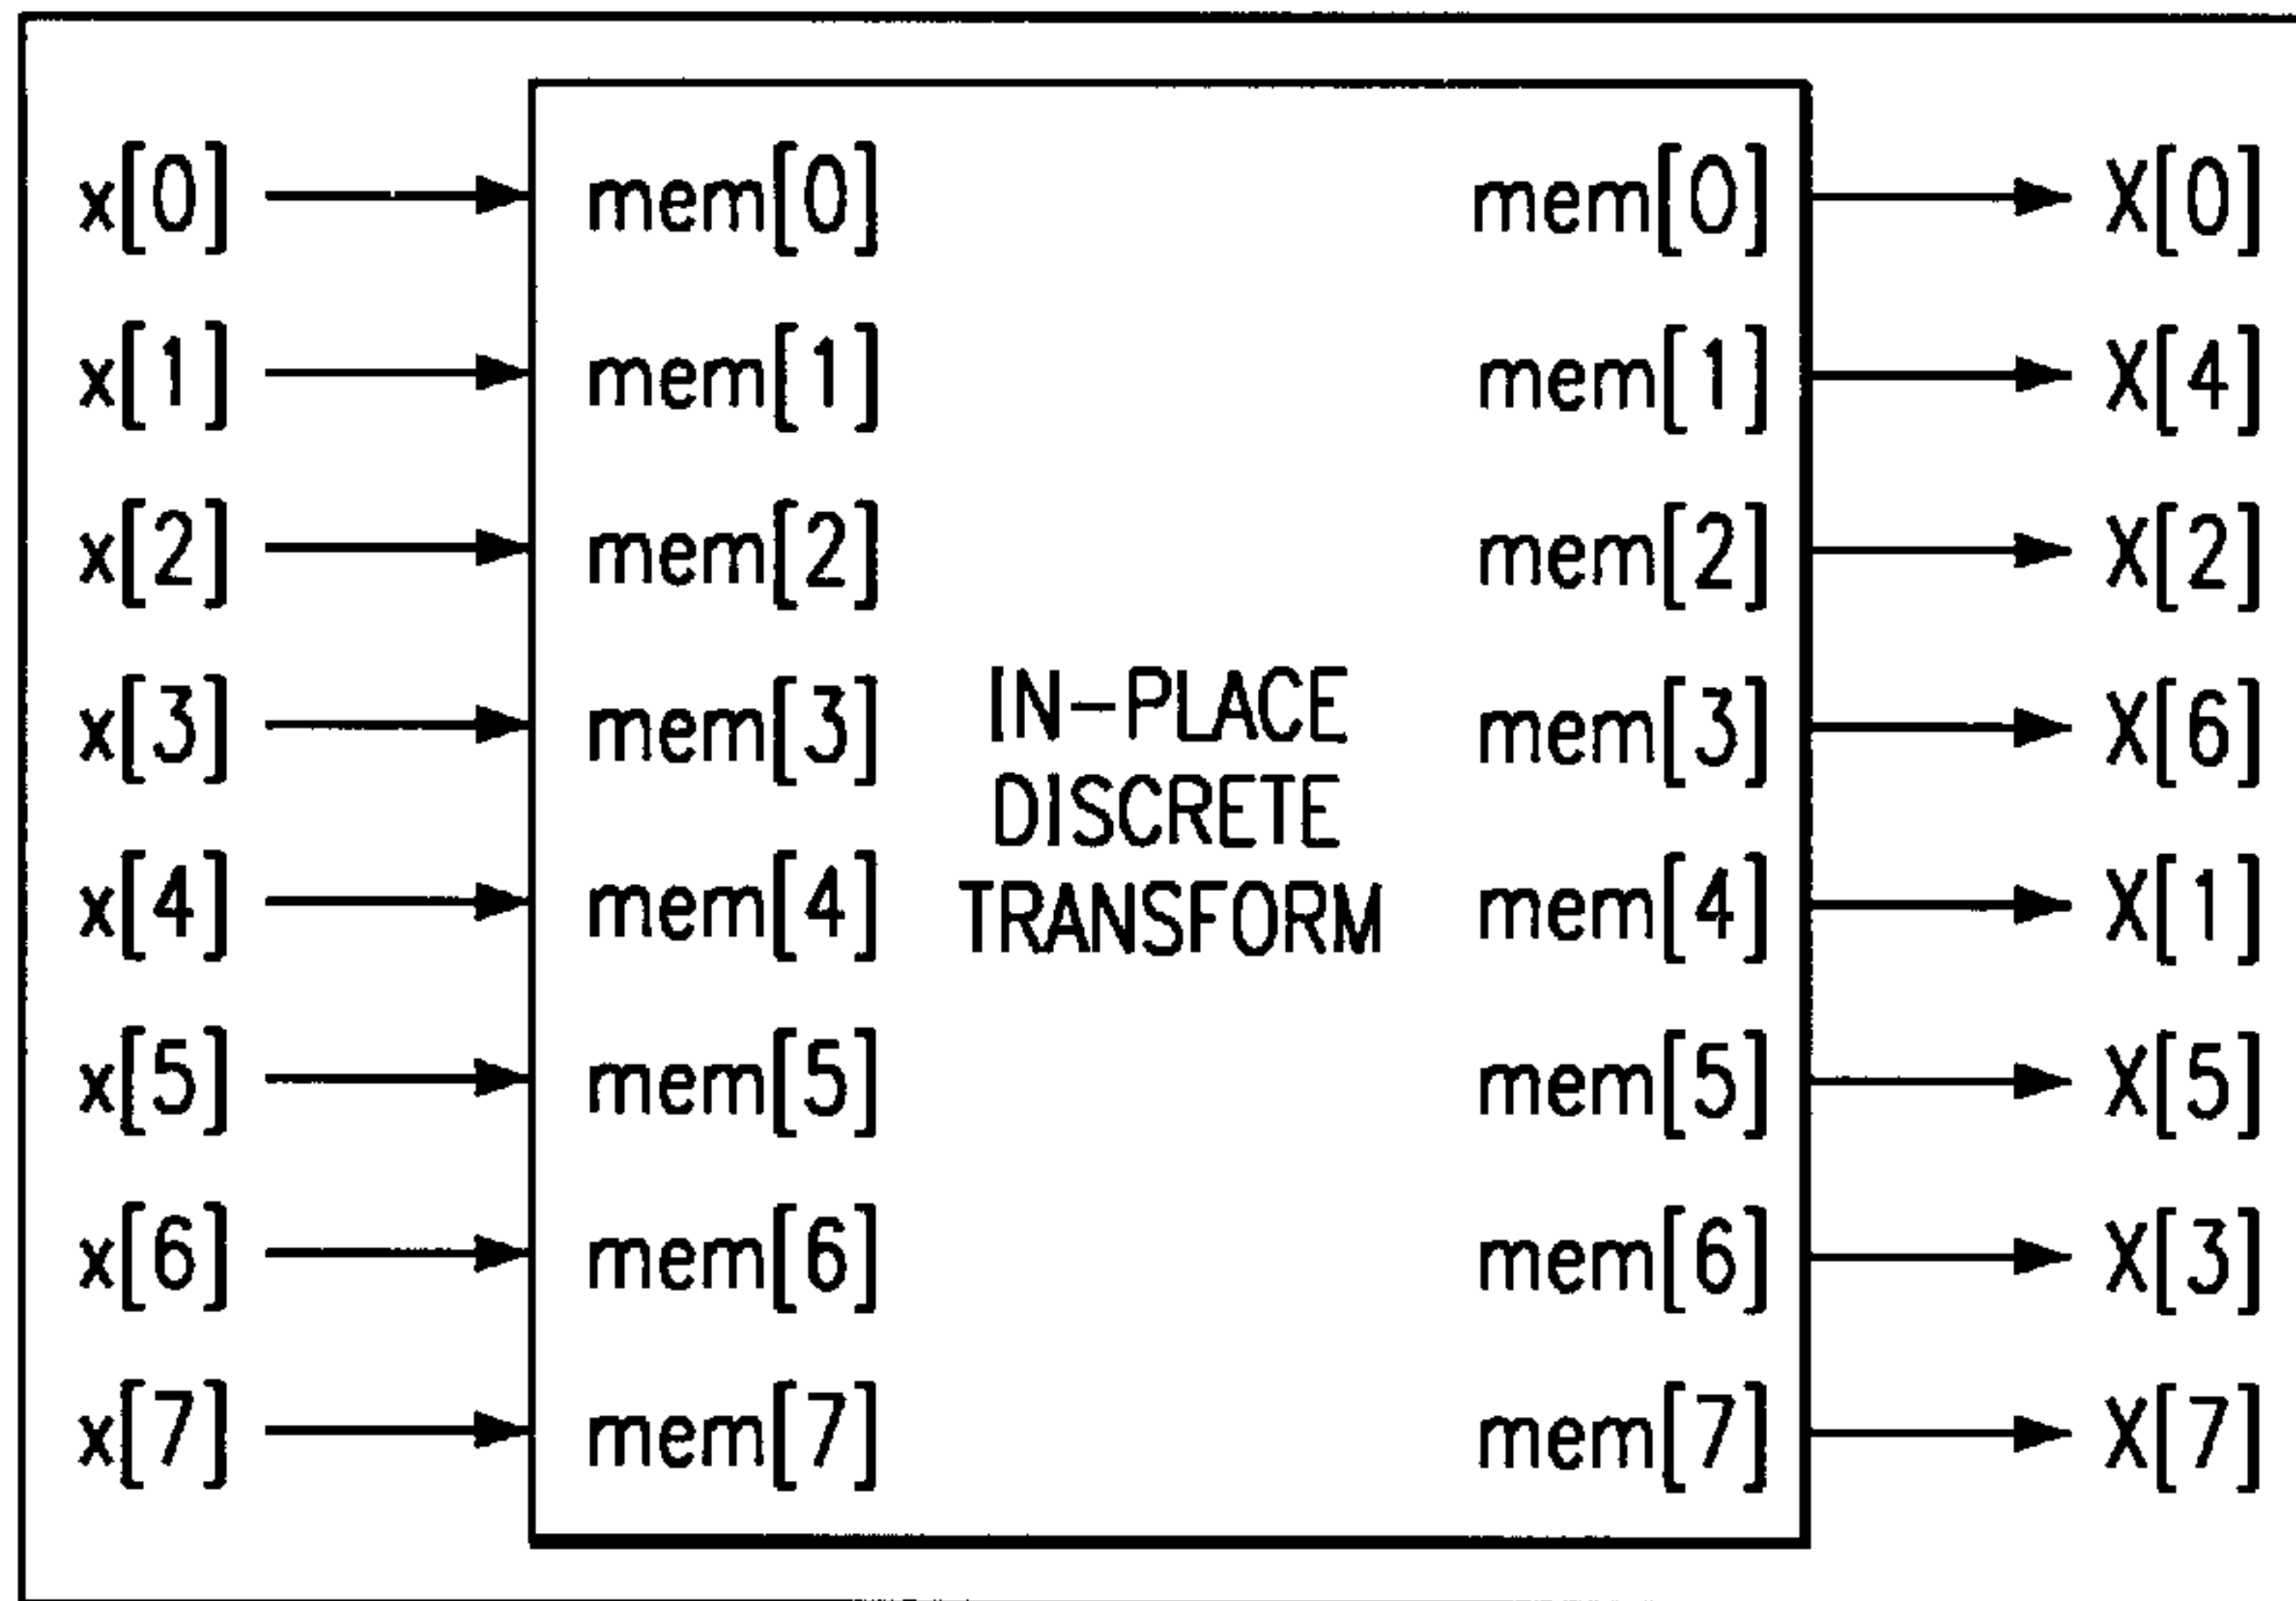 x[0] mem[0] mem[0] X[0]
x[1] mem[1] mem[1] X[4]
x[2] mem[2] mem[2] X[2]
x[3] mem[3] IN-PLACE mem[3] X[6]
DISCRETE
x[4] mem[4] TRANSFORM mem[4] X[1]
x[5] mem[5] mem[5] X[5]
x[6] mem[6] mem[6] X[3]
x[7] mem[7] mem[7] X[7]